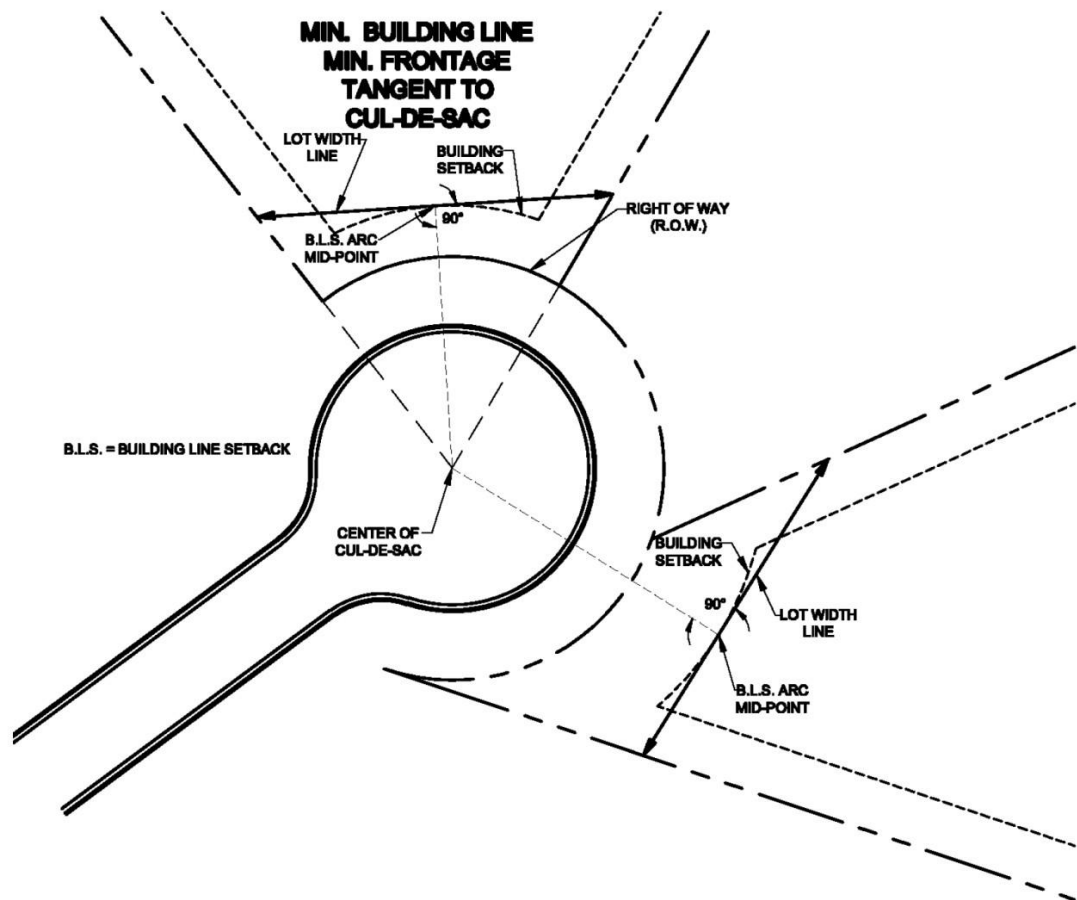 MIN. BUILDING LINE
MIN. FRONTAGE
TANGENT TO
CUL-DE-SAC
LOT WIDTH
LINE
BUILDING
SETBACK
RIGHT OF WAY
(R.O.W.)
90°
B.L.S. ARC
MID-POINT
B.L.S. = BUILDING LINE SETBACK
CENTER OF
CUL-DE-SAC
BUILDING
SETBACK
90°
LOT WIDTH
LINE
B.L.S. ARC
MID-POINT